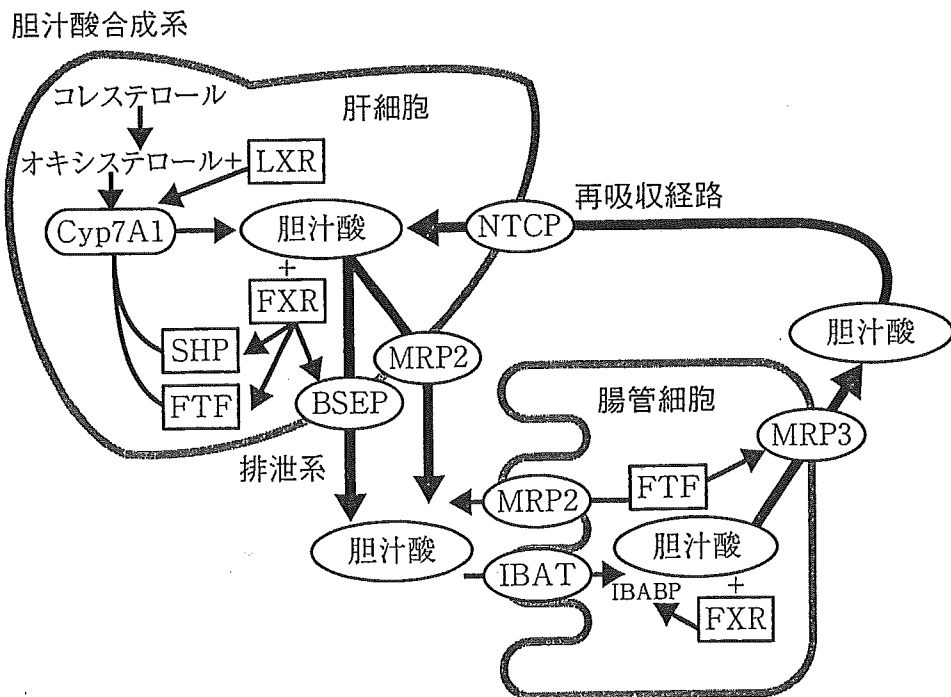 胆汁酸合成系
コレステロール
肝細胞
オキシステロール+ LXR
再吸収経路
Cyp7A1
胆汁酸
NTCP
+
FXR
胆汁酸
SHP
MRP2
FTF
BSEP
腸管細胞
MRP3
排泄系
MRP2
FTF
胆汁酸
胆汁酸
IBAT
IBABP
+
FXR